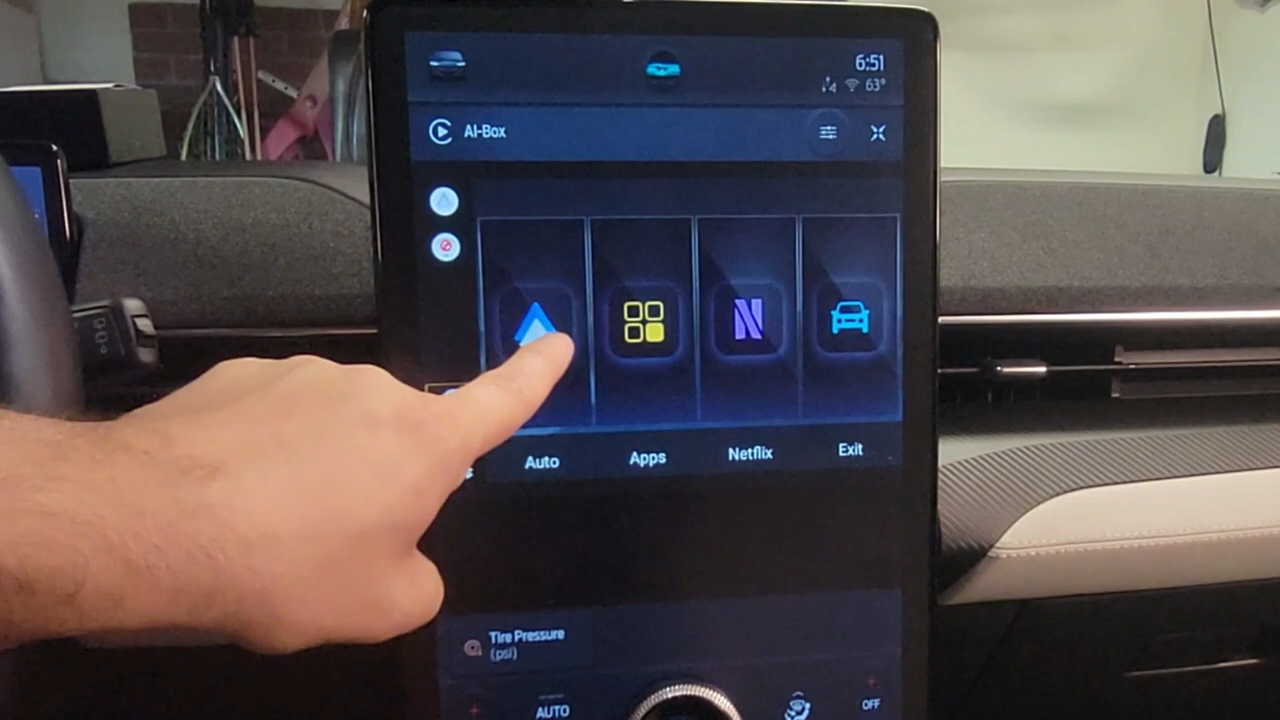 6:51
63°
AI-Box
Auto
Apps
Netflix
Exit
Tire Pressure
(psi)
AUTO
OFF